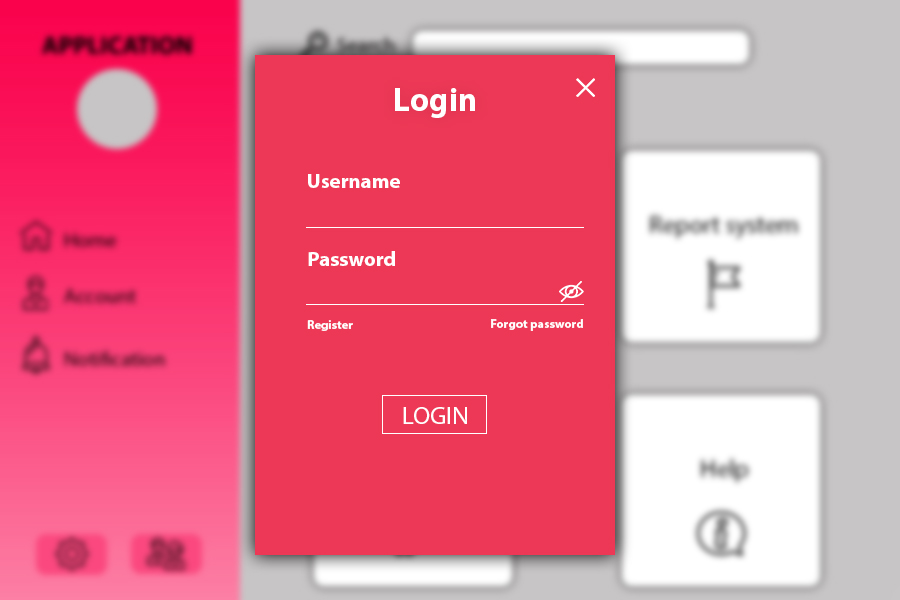 APPLICATION
Search
Login
Username
Report system
Home
Password
Account
Register
Forgot password
Notification
LOGIN
Help